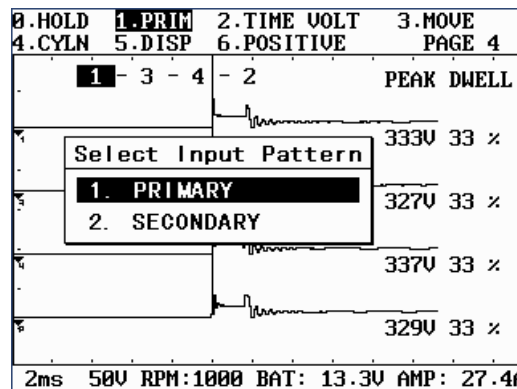 0.HOLD 1.PRIM 2.TIME VOLT 3.MOVE
4.CYLN 5.DISP 6.POSITIVE PAGE 4
1 - 3 - 4 - 2 PEAK DWELL
333V 33 %
Select Input Pattern
1. PRIMARY
327V 33 %
2. SECONDARY
337V 33 %
329V 33 %
2ms 50V RPM:1000 BAT: 13.3V AMP: 27.4